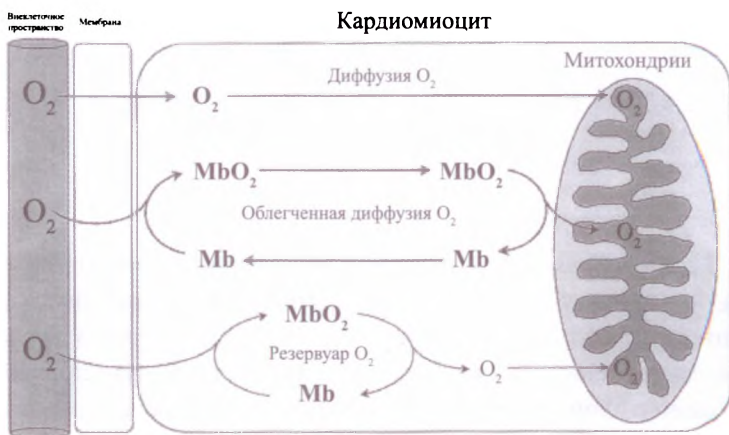 Внеклеточное
пространство
Мембрана
Кардиомиоцит
Митохондрии
Диффузия O₂
O₂
O₂
O₂
MbO₂
MbO₂
O₂
Облегченная диффузия O₂
O₂
Mb
Mb
MbO₂
O₂
Резервуар O₂
O₂
O₂
Mb